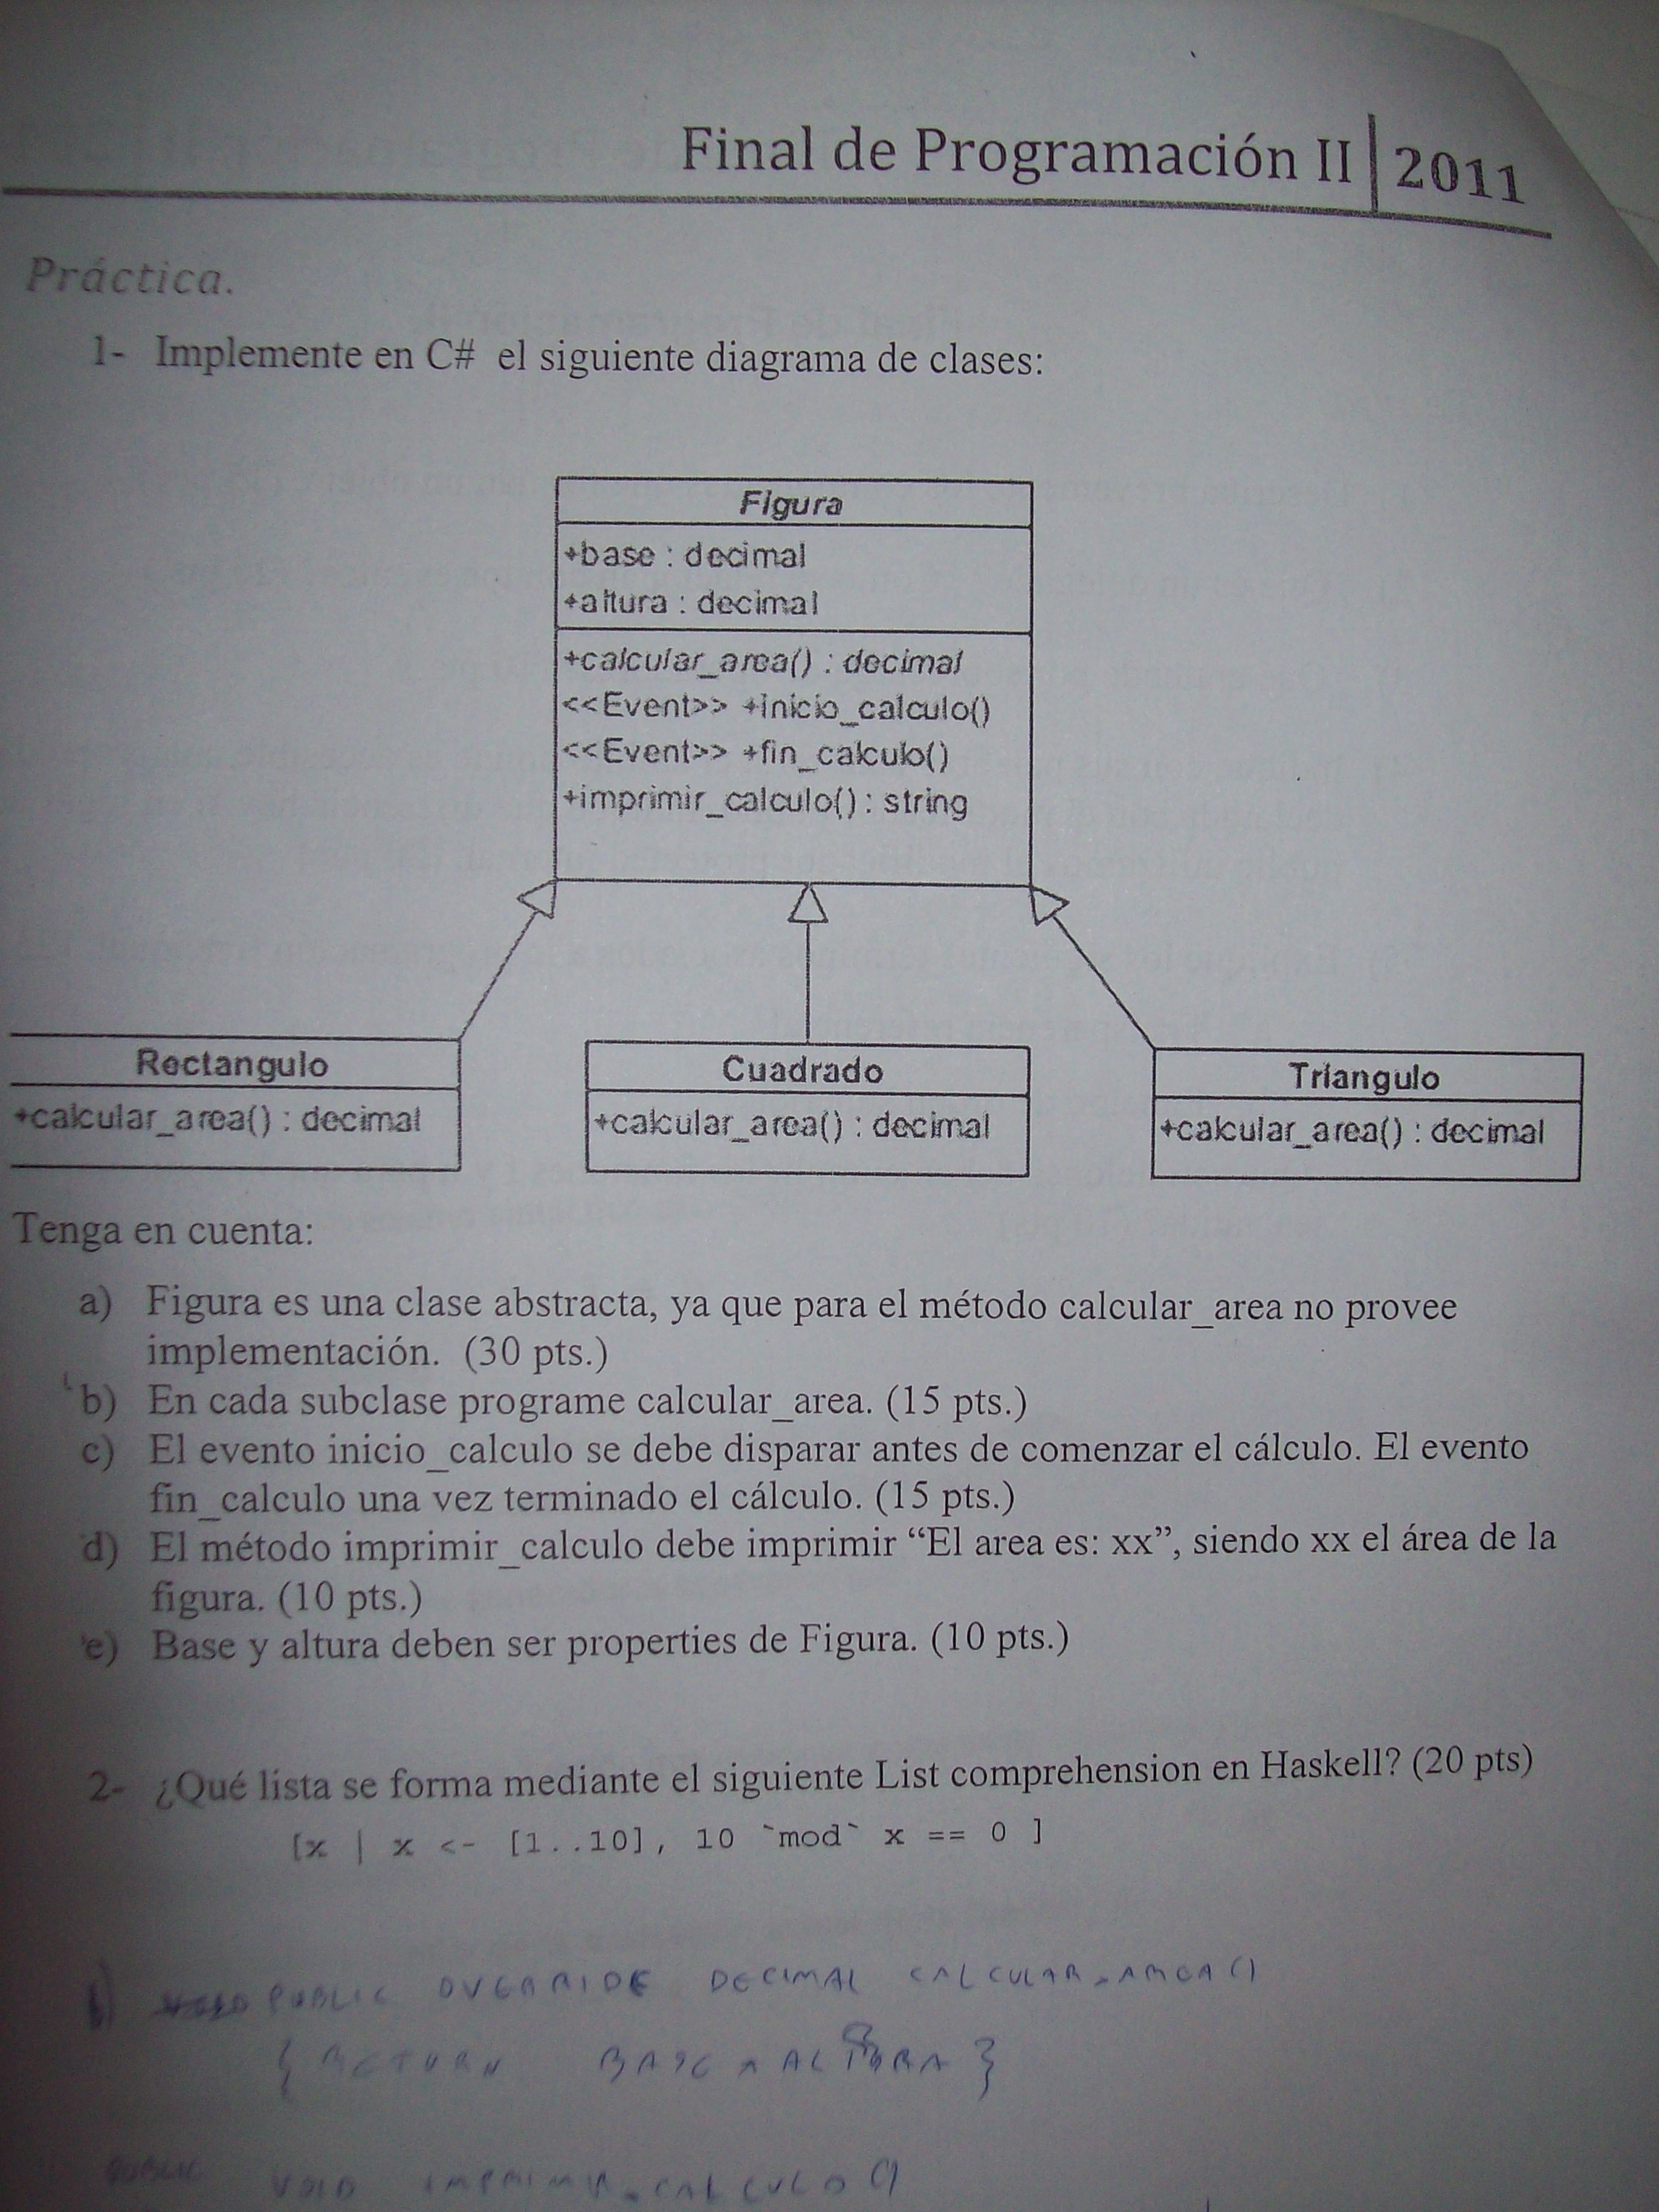 Final de Programación II | 2011
Práctica.
1- Implemente en C# el siguiente diagrama de clases:
Figura
+base : decimal
+altura : decimal
+calcular_area() : decimal
<<Event>> +inicio_calculo()
<<Event>> +fin_calculo()
+imprimir_calculo() : string
Rectangulo
+calcular_area() : decimal
Cuadrado
+calcular_area() : decimal
Triangulo
+calcular_area() : decimal
Tenga en cuenta:
a) Figura es una clase abstracta, ya que para el método calcular_area no provee
implementación. (30 pts.)
b) En cada subclase programe calcular_area. (15 pts.)
c) El evento inicio_calculo se debe disparar antes de comenzar el cálculo. El evento
fin_calculo una vez terminado el cálculo. (15 pts.)
d) El método imprimir_calculo debe imprimir “El area es: xx”, siendo xx el área de la
figura. (10 pts.)
e) Base y altura deben ser properties de Figura. (10 pts.)
2- ¿Qué lista se forma mediante el siguiente List comprehension en Haskell? (20 pts)
[x | x <- [1..10], 10 `mod` x == 0 ]
b) PUBLIC OVERRIDE DECIMAL CALCULAR_AREA()
{ RETURN BASE * ALTURA }
PUBLIC VOID IMPRIMIR_CALCULO()